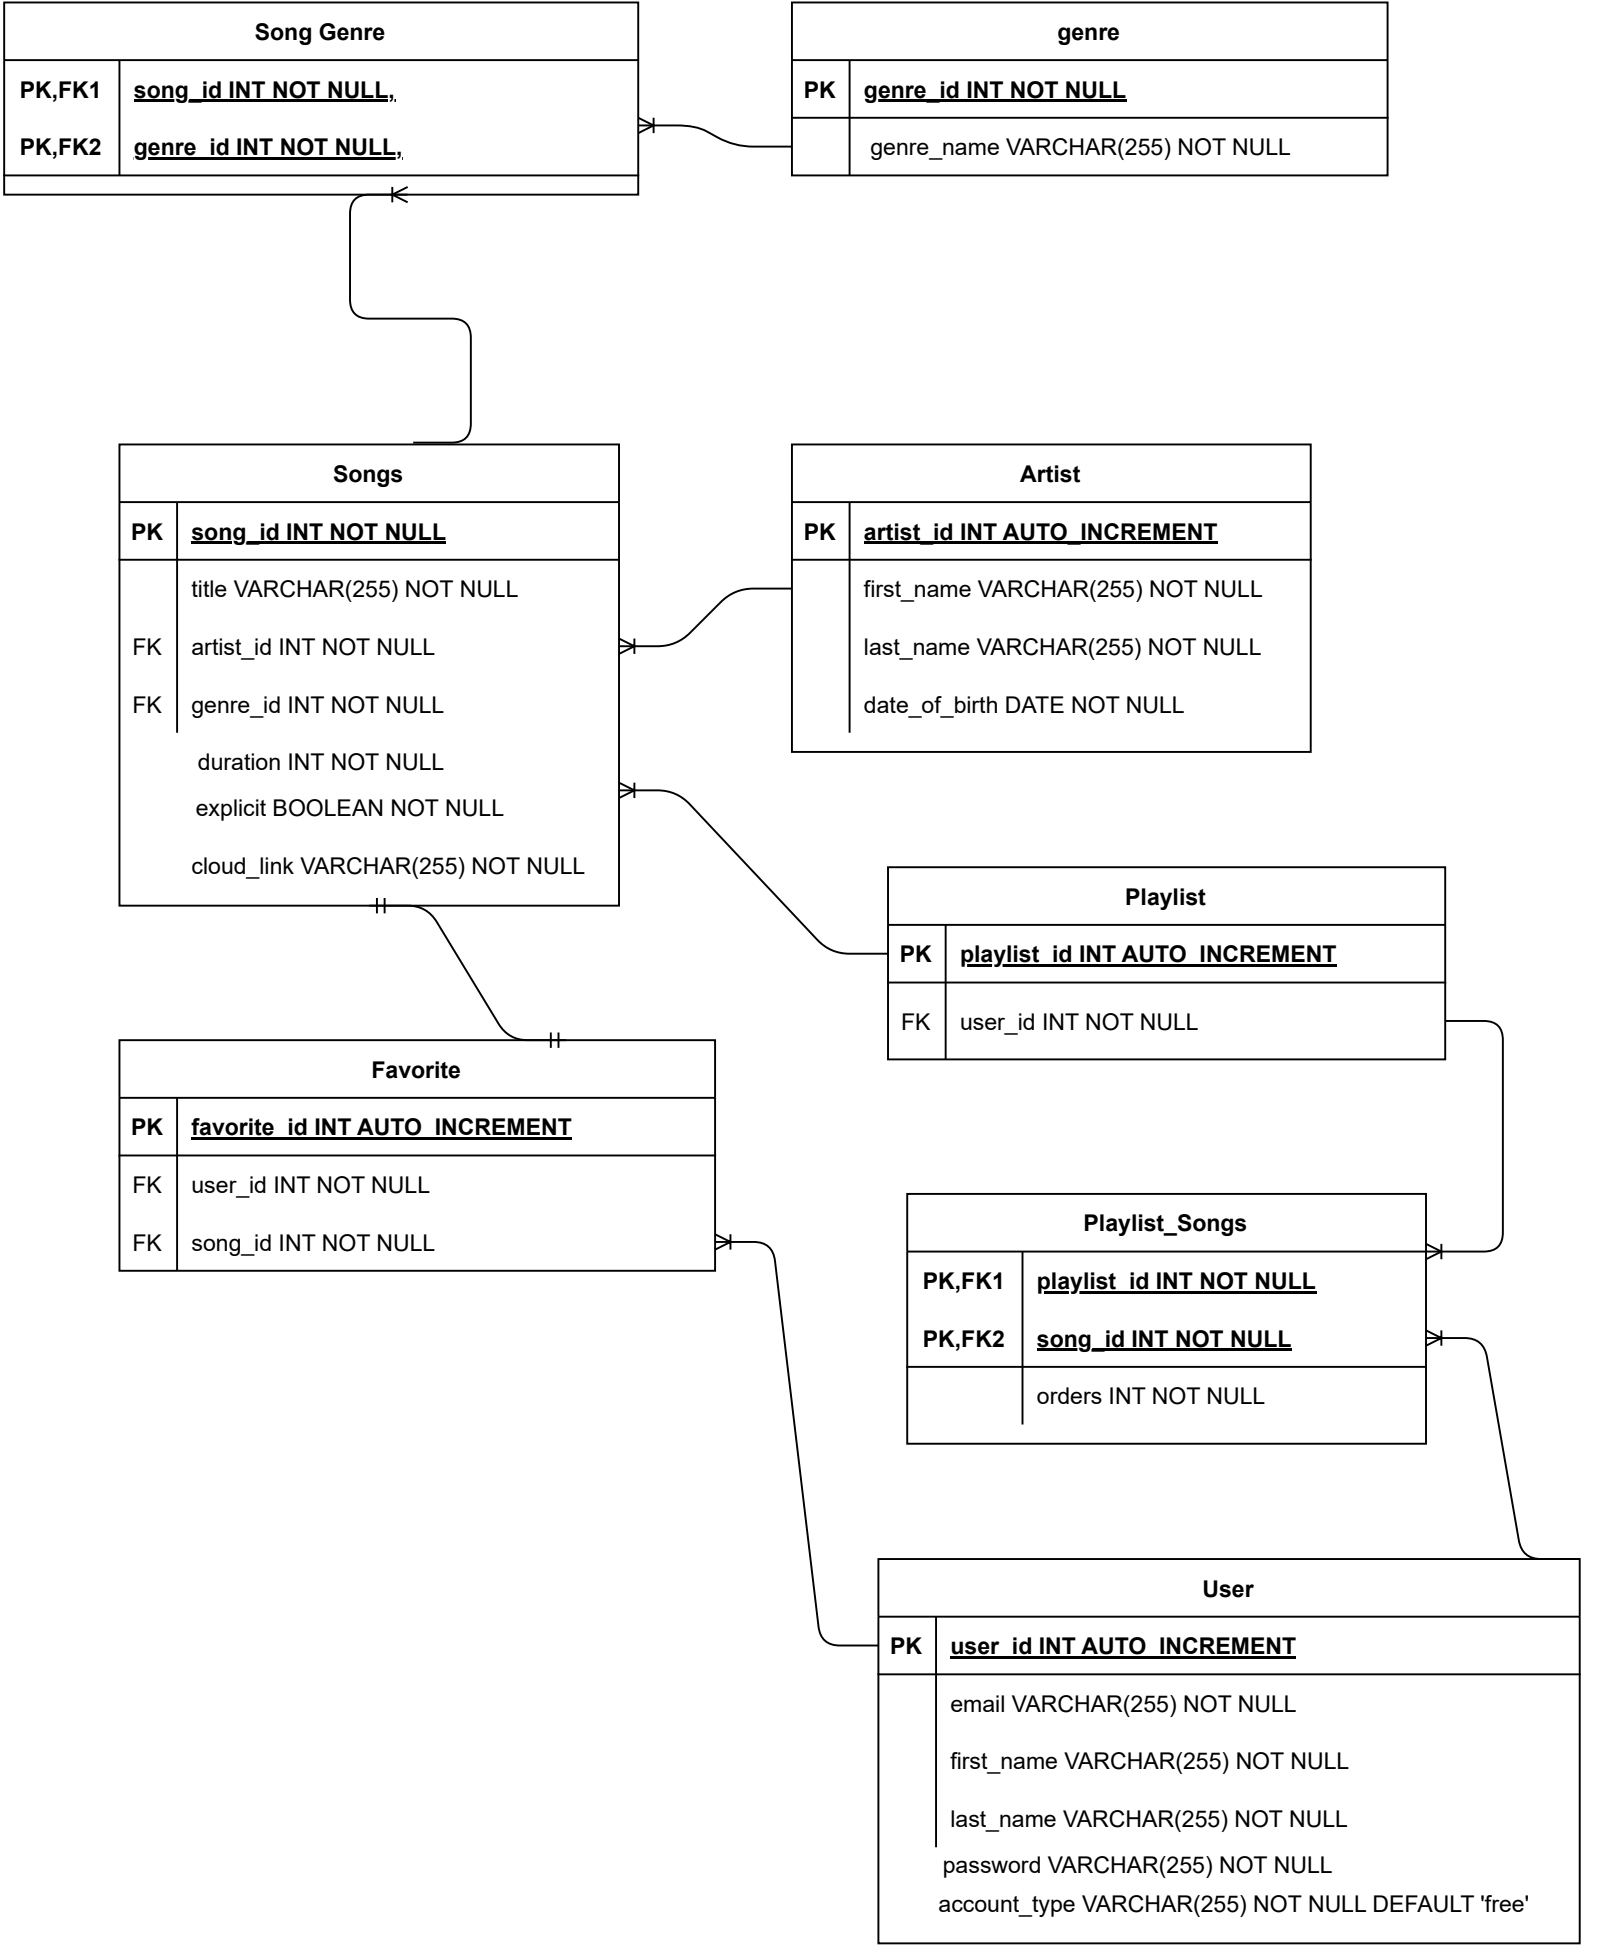 Song Genre
PK,FK1 song_id INT NOT NULL,
PK,FK2 genre_id INT NOT NULL,
genre
PK genre_id INT NOT NULL
genre_name VARCHAR(255) NOT NULL
Songs
PK song_id INT NOT NULL
title VARCHAR(255) NOT NULL
FK artist_id INT NOT NULL
FK genre_id INT NOT NULL
duration INT NOT NULL
explicit BOOLEAN NOT NULL
cloud_link VARCHAR(255) NOT NULL
Artist
PK artist_id INT AUTO_INCREMENT
first_name VARCHAR(255) NOT NULL
last_name VARCHAR(255) NOT NULL
date_of_birth DATE NOT NULL
Playlist
PK playlist_id INT AUTO_INCREMENT
FK user_id INT NOT NULL
Favorite
PK favorite_id INT AUTO_INCREMENT
FK user_id INT NOT NULL
FK song_id INT NOT NULL
Playlist_Songs
PK,FK1 playlist_id INT NOT NULL
PK,FK2 song_id INT NOT NULL
orders INT NOT NULL
User
PK user_id INT AUTO_INCREMENT
email VARCHAR(255) NOT NULL
first_name VARCHAR(255) NOT NULL
last_name VARCHAR(255) NOT NULL
password VARCHAR(255) NOT NULL
account_type VARCHAR(255) NOT NULL DEFAULT 'free'